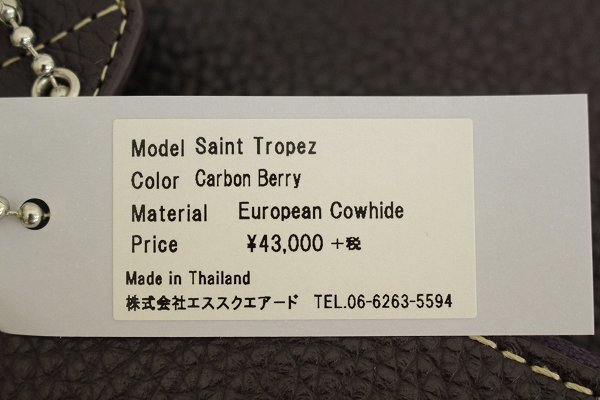 Model Saint Tropez
Color Carbon Berry
Material European Cowhide
Price ¥43,000 +税
Made in Thailand
株式会社エススクエアード TEL.06-6263-5594